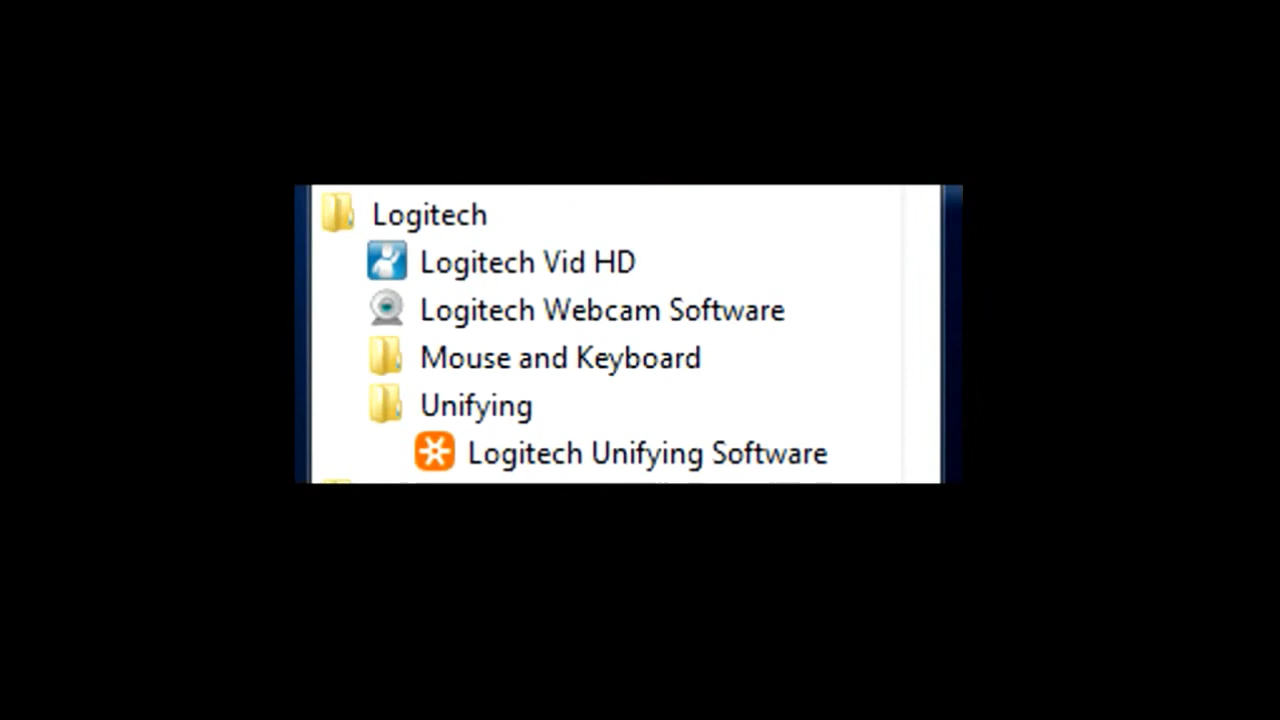 Logitech
Logitech Vid HD
Logitech Webcam Software
Mouse and Keyboard
Unifying
Logitech Unifying Software